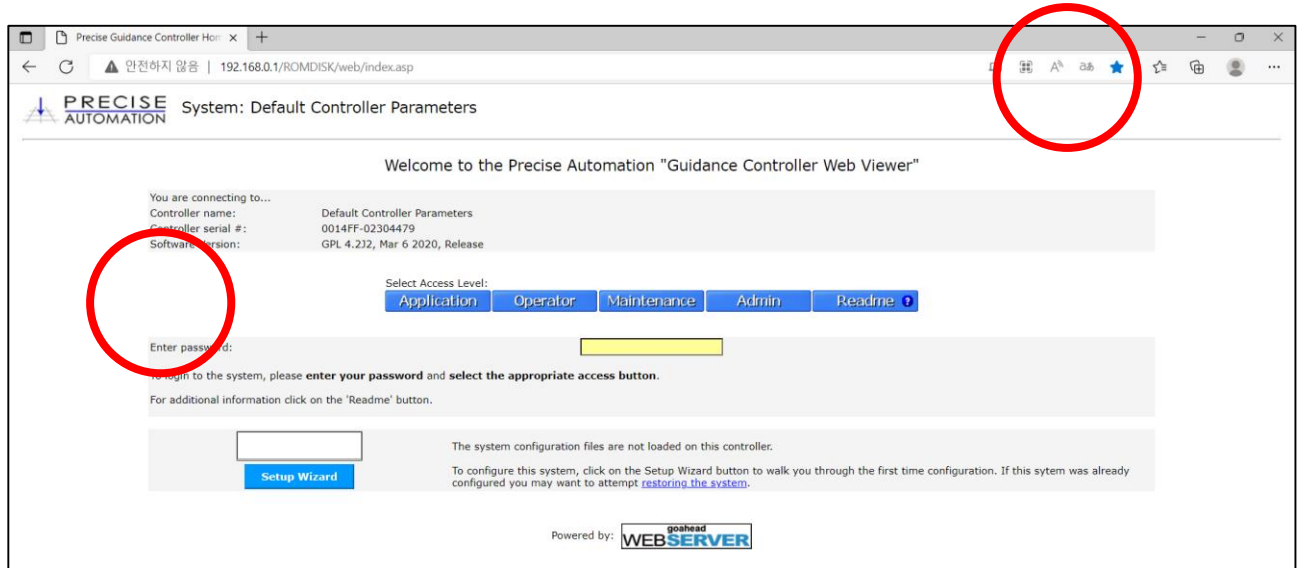 Precise Guidance Controller Hom
안전하지 않음 | 192.168.0.1/ROMDISK/web/index.asp
PRECISE
AUTOMATION
System: Default Controller Parameters
Welcome to the Precise Automation "Guidance Controller Web Viewer"
You are connecting to...
Controller name: Default Controller Parameters
Controller serial #: 0014FF-02304479
Software Version: GPL 4.2J2, Mar 6 2020, Release
Select Access Level:
Application Operator Maintenance Admin Readme ?
Enter password:
To login to the system, please enter your password and select the appropriate access button.
For additional information click on the 'Readme' button.
The system configuration files are not loaded on this controller.
Setup Wizard
To configure this system, click on the Setup Wizard button to walk you through the first time configuration. If this sytem was already
configured you may want to attempt restoring the system.
Powered by: goahead
WEBSERVER